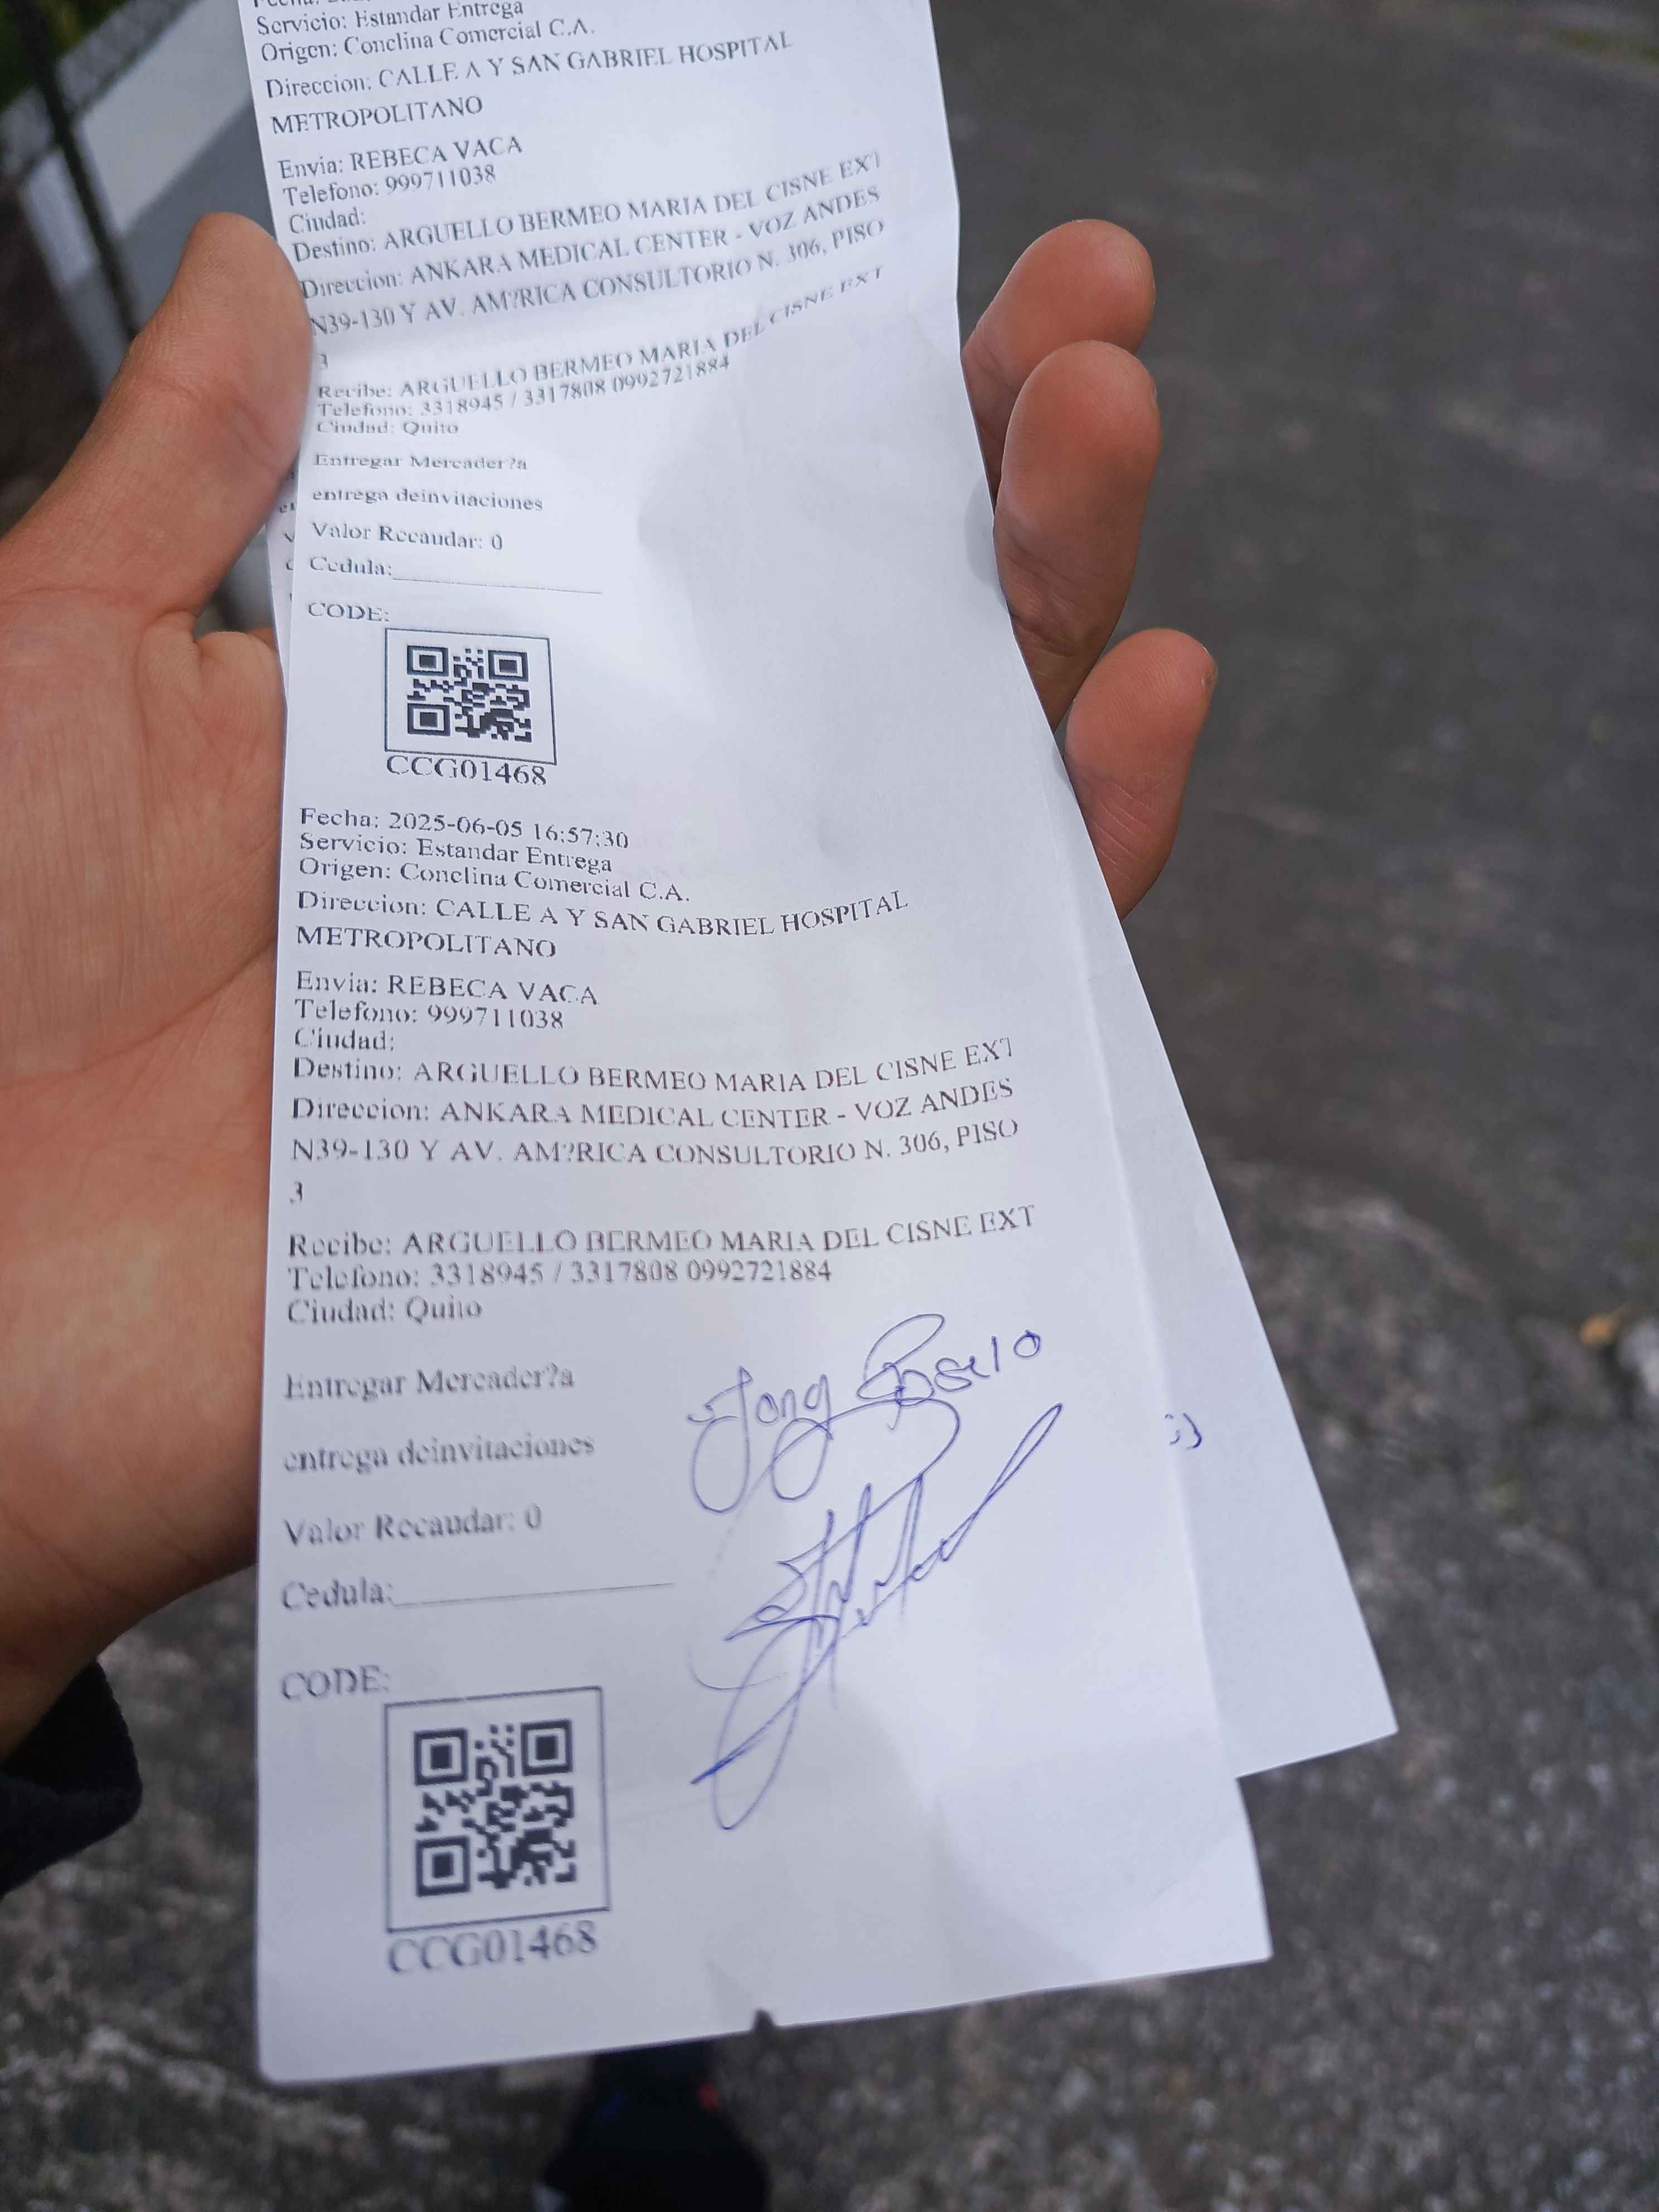 Servicio: Estandar Entrega
Origen: Conclina Comercial C.A.
Direccion: CALLE A Y SAN GABRIEL HOSPITAL
METROPOLITANO
Envia: REBECA VACA
Telefono: 999711038
Ciudad:
Destino: ARGUELLO BERMEO MARIA DEL CISNE EXT
Direccion: ANKARA MEDICAL CENTER - VOZ ANDES
N39-130 Y AV. AM?RICA CONSULTORIO N. 306, PISO
3
Recibe: ARGUELLO BERMEO MARIA DEL CISNE EXT
Telefono: 3318945 / 3317808 0992721884
Ciudad: Quito
Entregar Mercader?a
entrega deinvitaciones
Valor Recaudar: 0
Cedula:
CODE:
CCG01468
Fecha: 2025-06-05 16:57:30
Servicio: Estandar Entrega
Origen: Conclina Comercial C.A.
Direccion: CALLE A Y SAN GABRIEL HOSPITAL
METROPOLITANO
Envia: REBECA VACA
Telefono: 999711038
Ciudad:
Destino: ARGUELLO BERMEO MARIA DEL CISNE EXT
Direccion: ANKARA MEDICAL CENTER - VOZ ANDES
N39-130 Y AV. AM?RICA CONSULTORIO N. 306, PISO
3
Recibe: ARGUELLO BERMEO MARIA DEL CISNE EXT
Telefono: 3318945 / 3317808 0992721884
Ciudad: Quito
Entregar Mercader?a
entrega deinvitaciones
Valor Recaudar: 0
Cedula:
CODE:
CCG01468